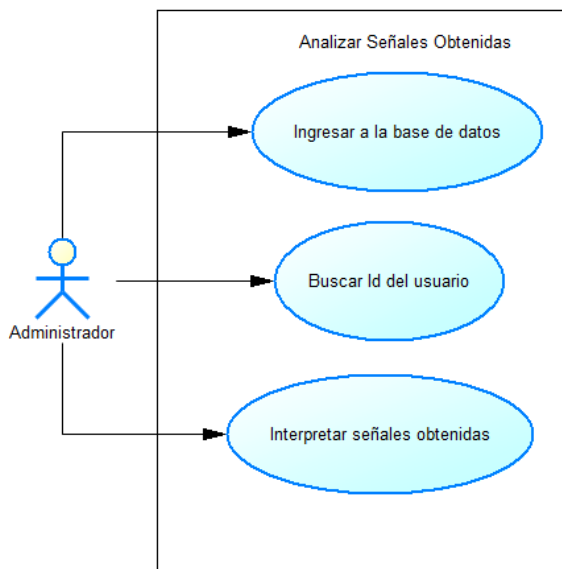 Analizar Señales Obtenidas
Ingresar a la base de datos
Buscar Id del usuario
Administrador
Interpretar señales obtenidas